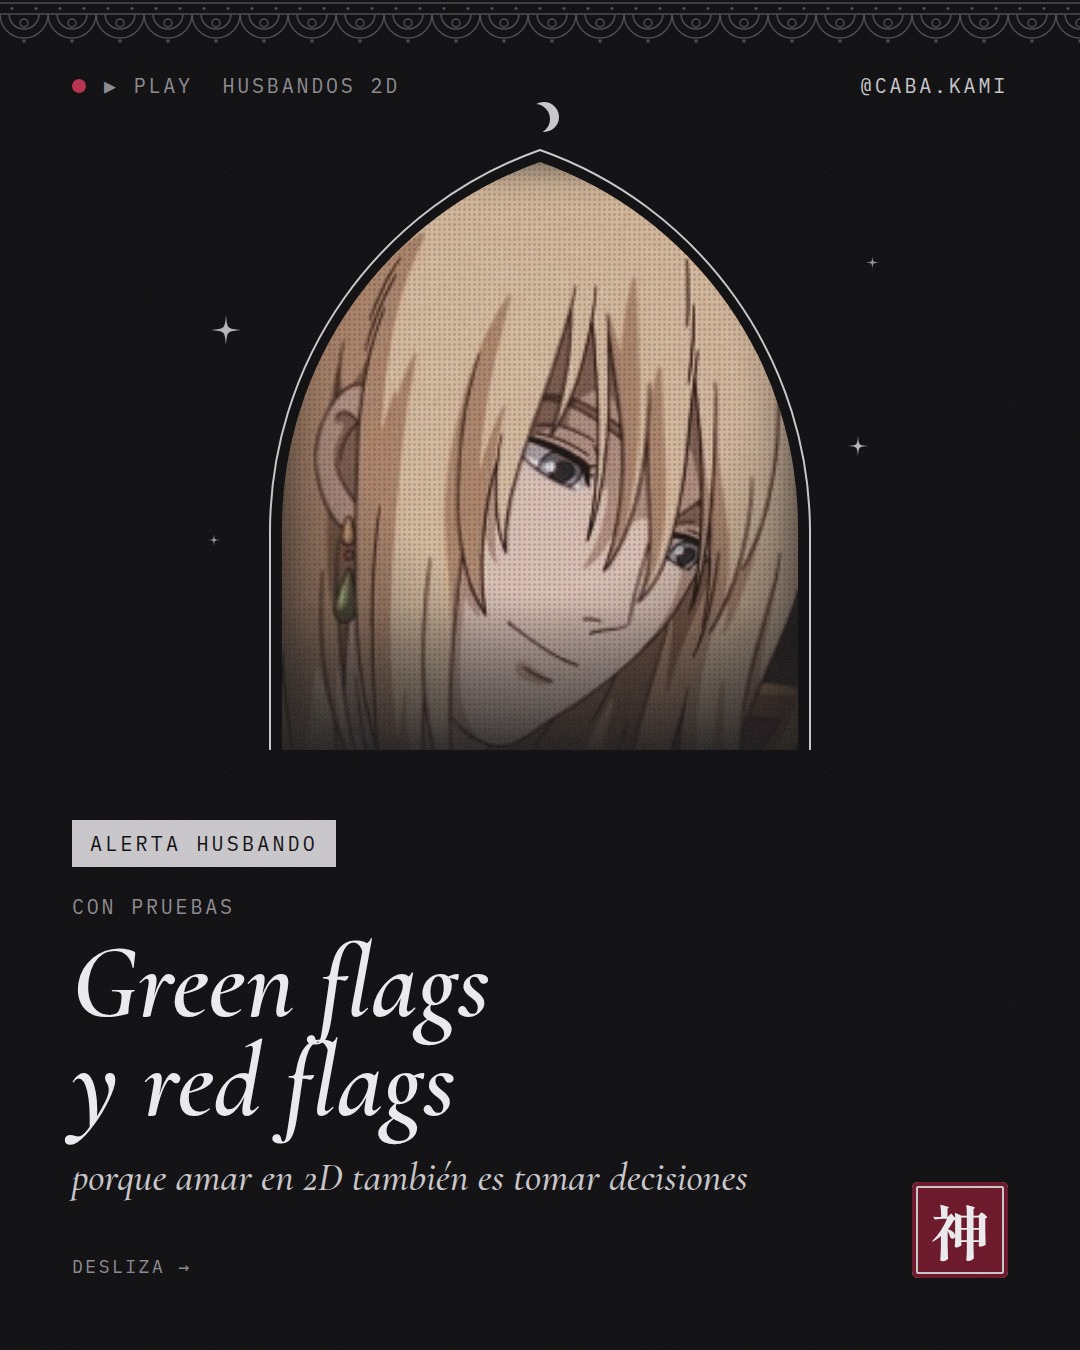 ▶ PLAY HUSBANDOS 2D
@CABA.KAMI
ALERTA HUSBANDO
CON PRUEBAS
Green flags
y red flags
porque amar en 2D también es tomar decisiones
神
DESLIZA →